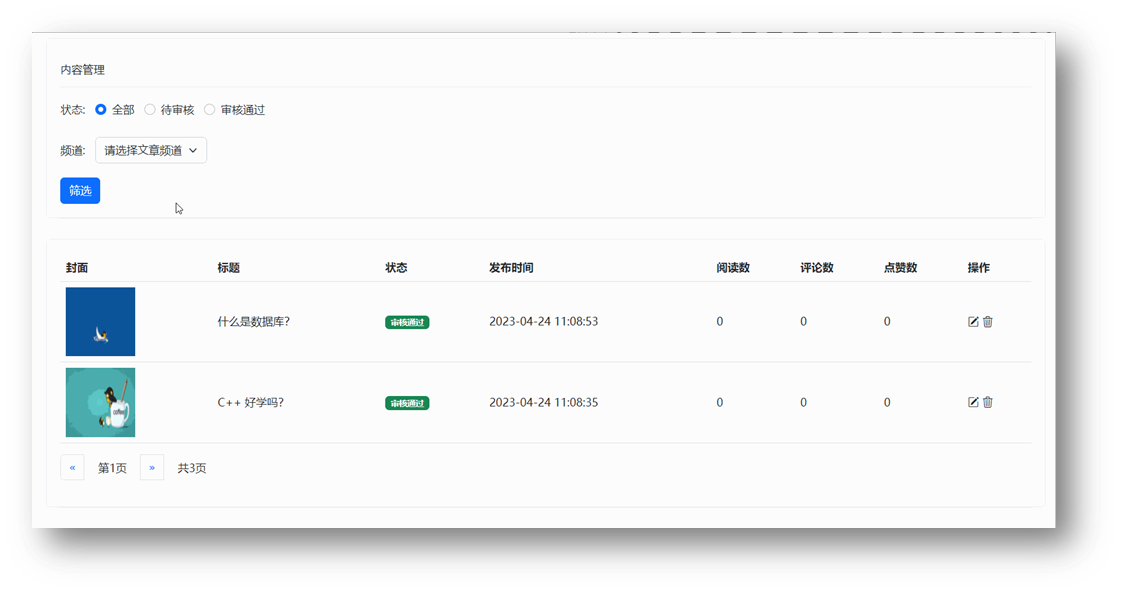 内容管理
状态: 全部 待审核 审核通过
频道: 请选择文章频道
筛选
封面 标题 状态 发布时间 阅读数 评论数 点赞数 操作
什么是数据库? 审核通过 2023-04-24 11:08:53 0 0 0
C++ 好学吗? 审核通过 2023-04-24 11:08:35 0 0 0
coffee
« 第1页 » 共3页